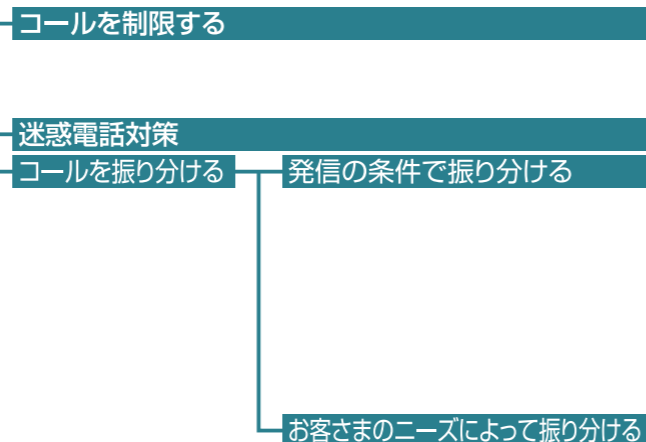 コールを制限する
迷惑電話対策
コールを振り分ける
発信の条件で振り分ける
お客さまのニーズによって振り分ける